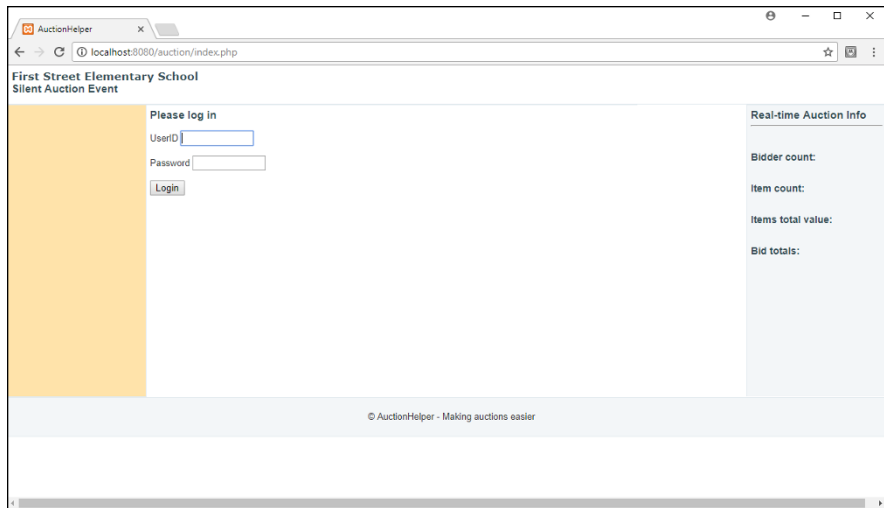 AuctionHelper
localhost:8080/auction/index.php
First Street Elementary School
Silent Auction Event
Please log in
UserID
Password
Login
Real-time Auction Info
Bidder count:
Item count:
Items total value:
Bid totals:
© AuctionHelper - Making auctions easier